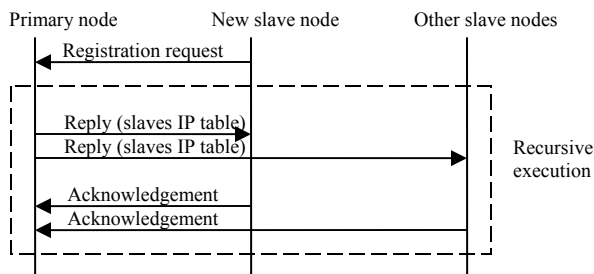 Primary node
New slave node
Other slave nodes
Registration request
Reply (slaves IP table)
Reply (slaves IP table)
Recursive
execution
Acknowledgement
Acknowledgement